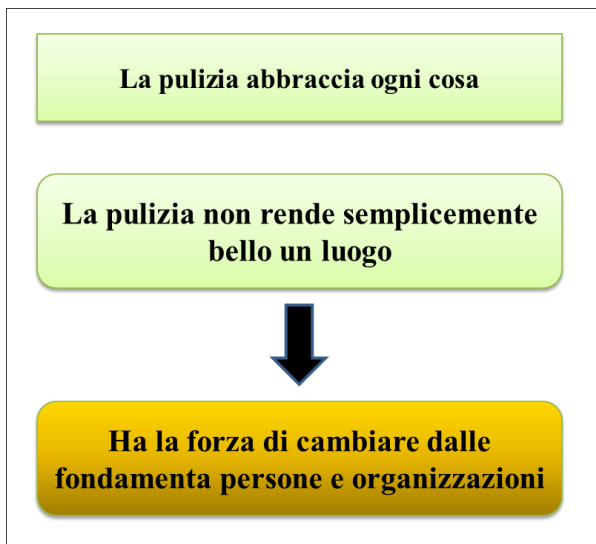 La pulizia abbraccia ogni cosa
La pulizia non rende semplicemente
bello un luogo
Ha la forza di cambiare dalle
fondamenta persone e organizzazioni